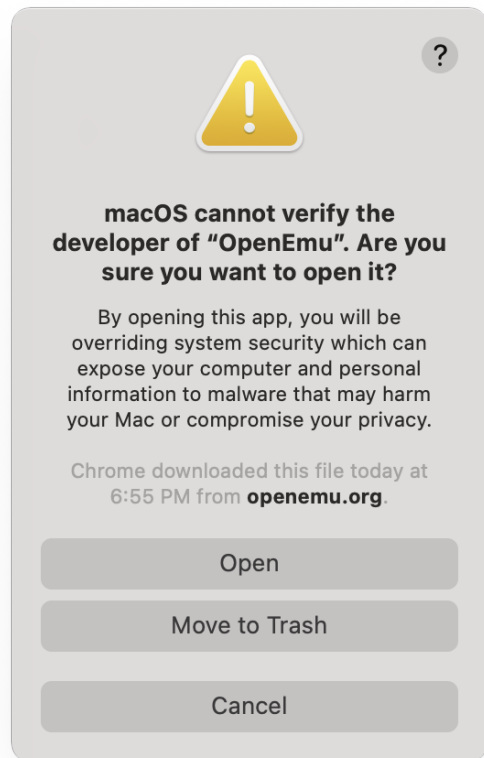 ?
macOS cannot verify the
developer of “OpenEmu”. Are you
sure you want to open it?
By opening this app, you will be
overriding system security which can
expose your computer and personal
information to malware that may harm
your Mac or compromise your privacy.
Chrome downloaded this file today at
6:55 PM from openemu.org.
Open
Move to Trash
Cancel